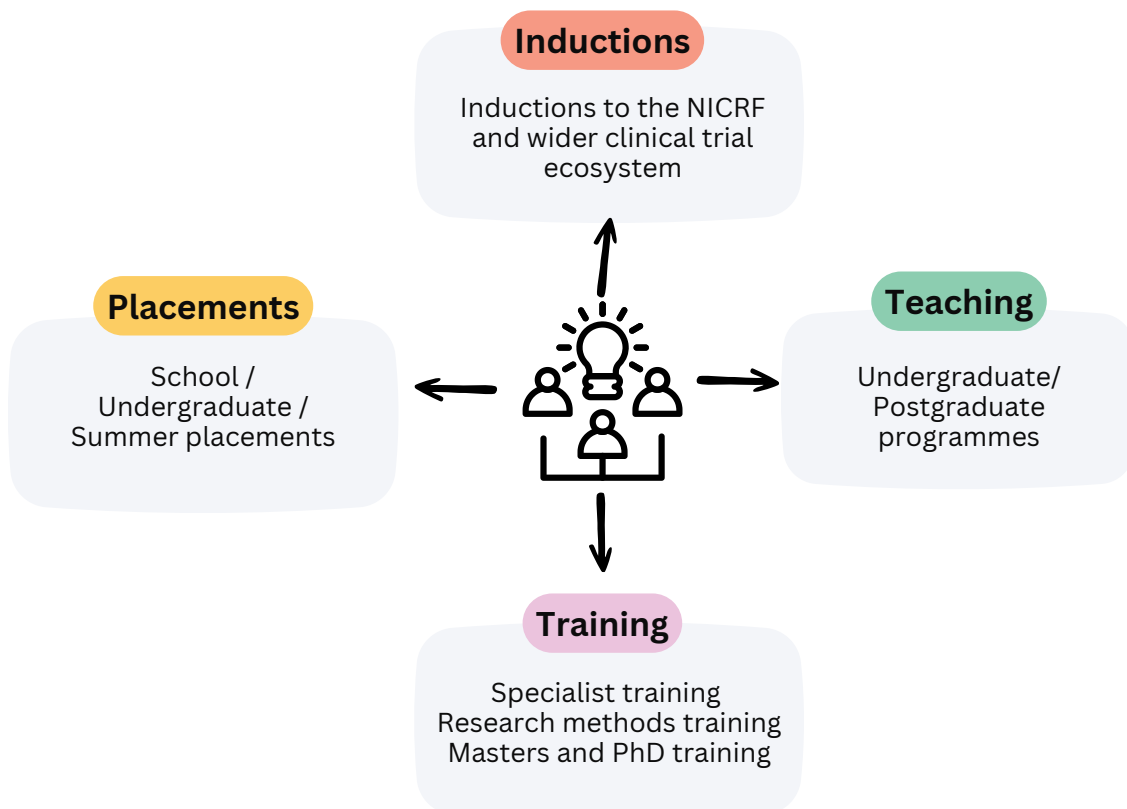 Inductions
Inductions to the NICRF
and wider clinical trial
ecosystem
Placements
School /
Undergraduate /
Summer placements
Teaching
Undergraduate/
Postgraduate
programmes
Training
Specialist training
Research methods training
Masters and PhD training